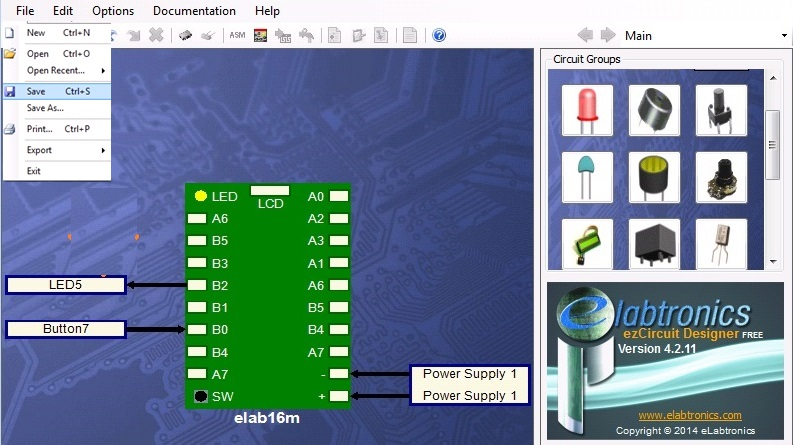 File Edit Options Documentation Help
New Ctrl+N
Open Ctrl+O
Open Recent...
Save Ctrl+S
Save As...
Print... Ctrl+P
Export
Exit
ASM
Main
Circuit Groups
LED
LCD
A0
A6
A2
B5
A3
B3
A1
B2
A6
B1
B5
B0
B4
B4
A7
A7
-
SW
+
elab16m
LED5
Button7
Power Supply 1
Power Supply 1
elabtronics
ezCircuit Designer FREE
Version 4.2.11
www.elabtronics.com
Copyright © 2014 eLabtronics